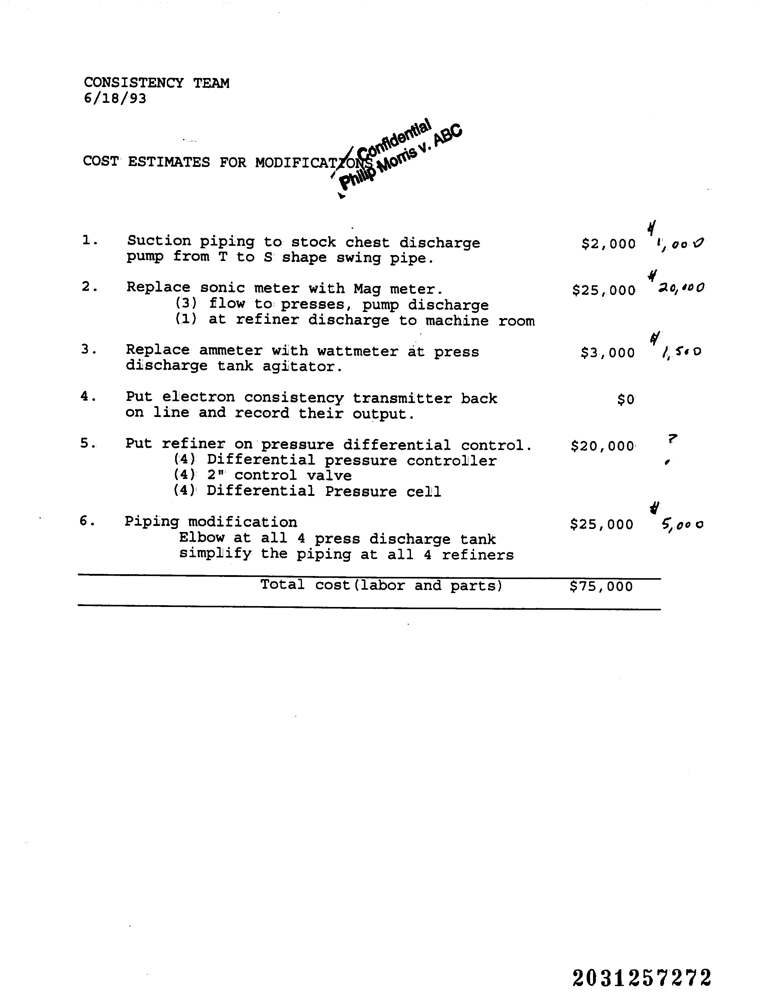 CONSISTENCY TEAM
6/18/93
COST ESTIMATES FOR MODIFICATIONS
Confidential
Philip Morris v. ABC
1. Suction piping to stock chest discharge $2,000 $1,000
pump from T to S shape swing pipe.
2. Replace sonic meter with Mag meter. $25,000 $20,000
(3) flow to presses, pump discharge
(1) at refiner discharge to machine room
3. Replace ammeter with wattmeter at press $3,000 $1,500
discharge tank agitator.
4. Put electron consistency transmitter back $0
on line and record their output.
5. Put refiner on pressure differential control. $20,000 ?
(4) Differential pressure controller
(4) 2" control valve
(4) Differential Pressure cell
6. Piping modification $25,000 $5,000
Elbow at all 4 press discharge tank
simplify the piping at all 4 refiners
Total cost(labor and parts) $75,000
2031257272